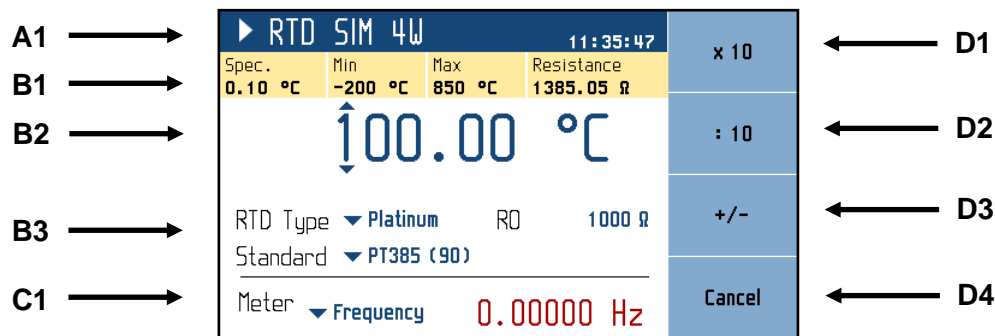 A1
RTD SIM 4W
11:35:47
B1
Spec. Min Max Resistance
0.10 °C -200 °C 850 °C 1385.05 Ω
B2
100.00 °C
B3
RTD Type Platinum R0 1000 Ω
Standard PT385 (90)
C1
Meter Frequency 0.00000 Hz
x 10
D1
: 10
D2
+/-
D3
Cancel
D4